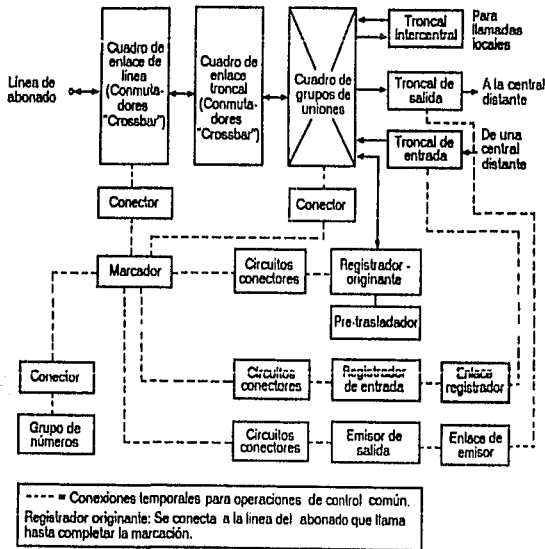 Línea de
abonado
Cuadro de
enlace de
línea
(Conmuta-
dores
"Crossbar")
Cuadro de
enlace
troncal
(Conmuta-
dores
"Crossbar")
Cuadro de
grupos de
uniones
Troncal
Intercentral
Para
llamadas
locales
Troncal
de salida
A la central
distante
Troncal de
entrada
De una
central
distante
Conector
Conector
Marcador
Circuitos
conectores
Registrador -
originante
Pre-trasladador
Conector
Grupo de
números
Circuitos
conectores
Registrador
de entrada
Enlace
registrador
Circuitos
conectores
Emisor de
salida
Enlace de
emisor
---- = Conexiones temporales para operaciones de control común.
Registrador originante: Se conecta a la línea del abonado que llama
hasta completar la marcación.